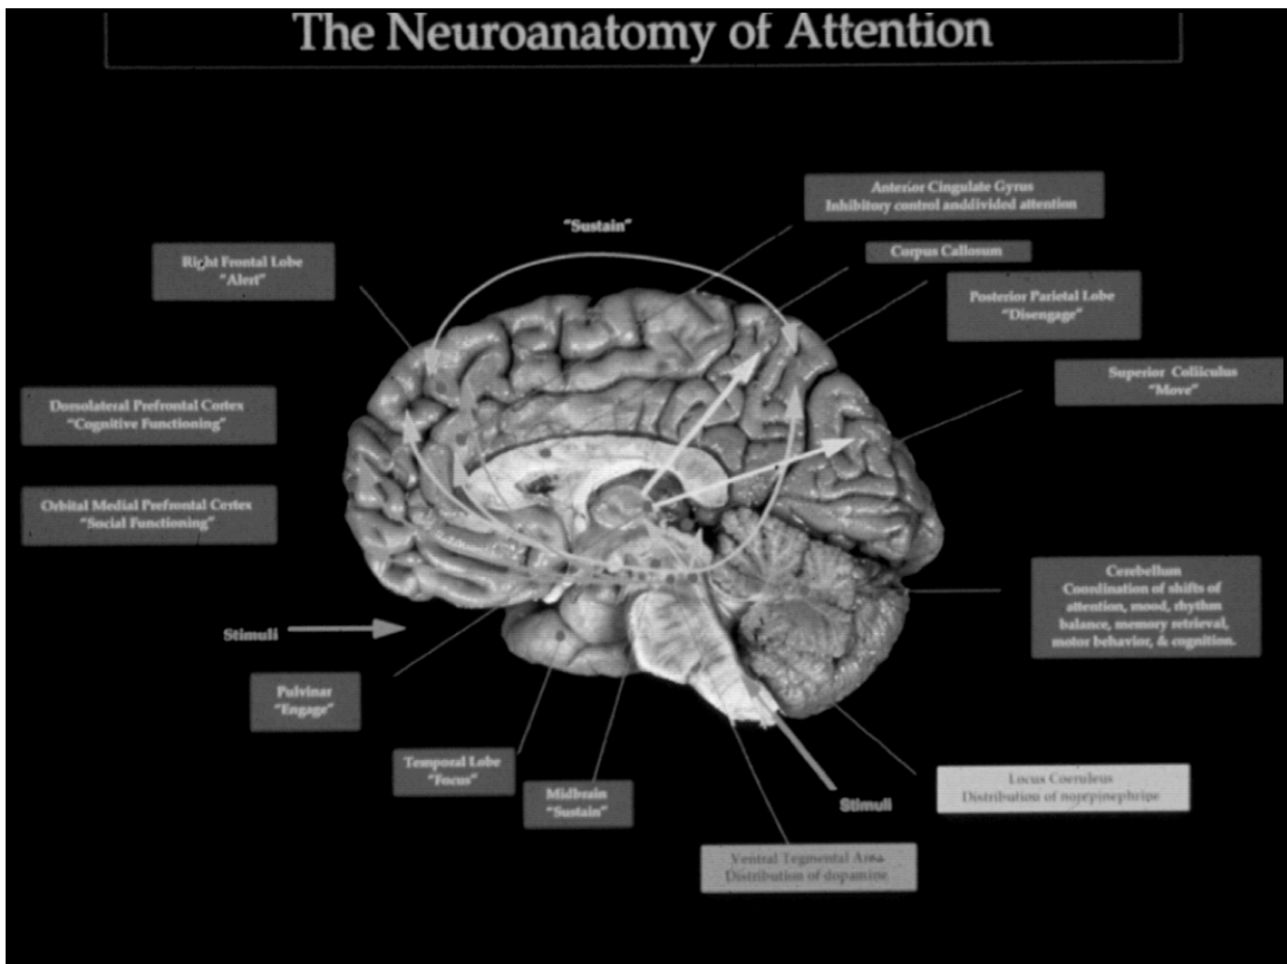 The Neuroanatomy of Attention
Anterior Cingulate Gyrus
Inhibitory control anddivided attention
"Sustain"
Corpus Callosum
Right Frontal Lobe
"Alert"
Posterior Parietal Lobe
"Disengage"
Superior Coliiculus
"Move"
Dorsolateral Prefrontal Cortex
"Cognitive Functioning"
Orbital Medial Prefrontal Certex
"Social Functioning"
Cerebellum
Coordination of shifts of
attention, mood, rhythm
balance, memory retrieval,
motor behavior, & cognition.
Stimuli
Pulvinar
"Engage"
Temporal Lobe
"Focus"
Midbrain
"Sustain"
Locus Coeruleus
Distribution of norepinephripe
Stimuli
Ventral Tegmental Area
Distribution of dopamine